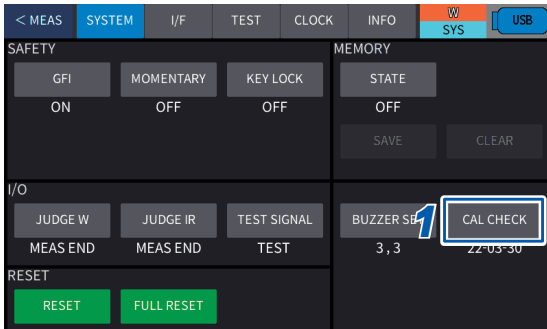 < MEAS SYSTEM I/F TEST CLOCK INFO W SYS USB
SAFETY MEMORY
GFI MOMENTARY KEY LOCK STATE
ON OFF OFF OFF
SAVE CLEAR
I/O
JUDGE W JUDGE IR TEST SIGNAL BUZZER SE 1 CAL CHECK
MEAS END MEAS END TEST 3 , 3 22-03-30
RESET
RESET FULL RESET